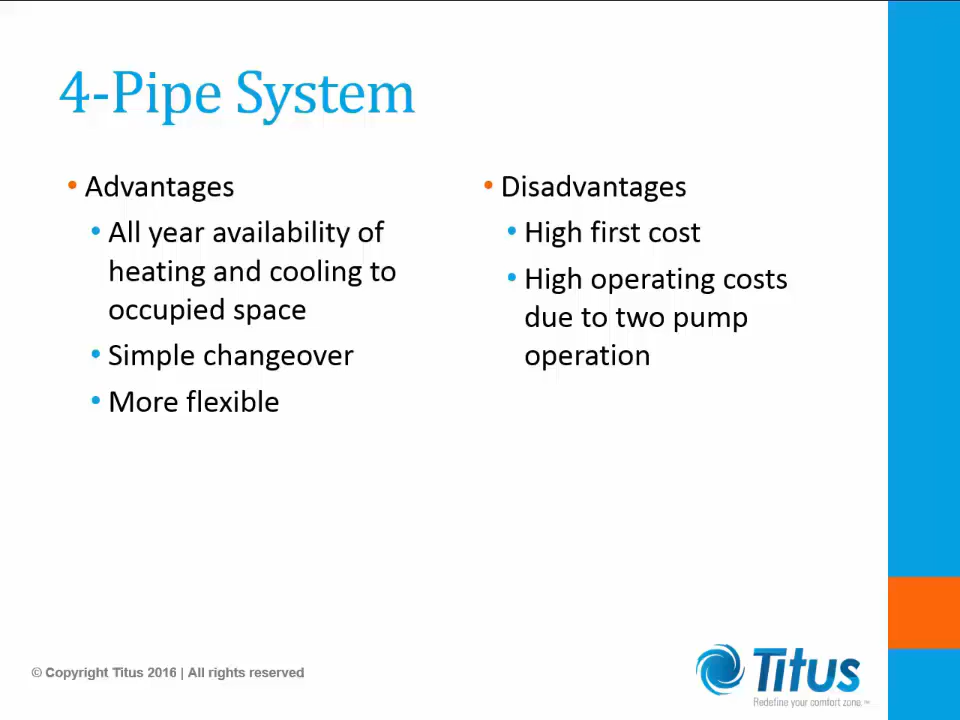 4-Pipe System
• Advantages
• All year availability of
heating and cooling to
occupied space
• Simple changeover
• More flexible
• Disadvantages
• High first cost
• High operating costs
due to two pump
operation
© Copyright Titus 2016 | All rights reserved
Titus
Redefine your comfort zone.™